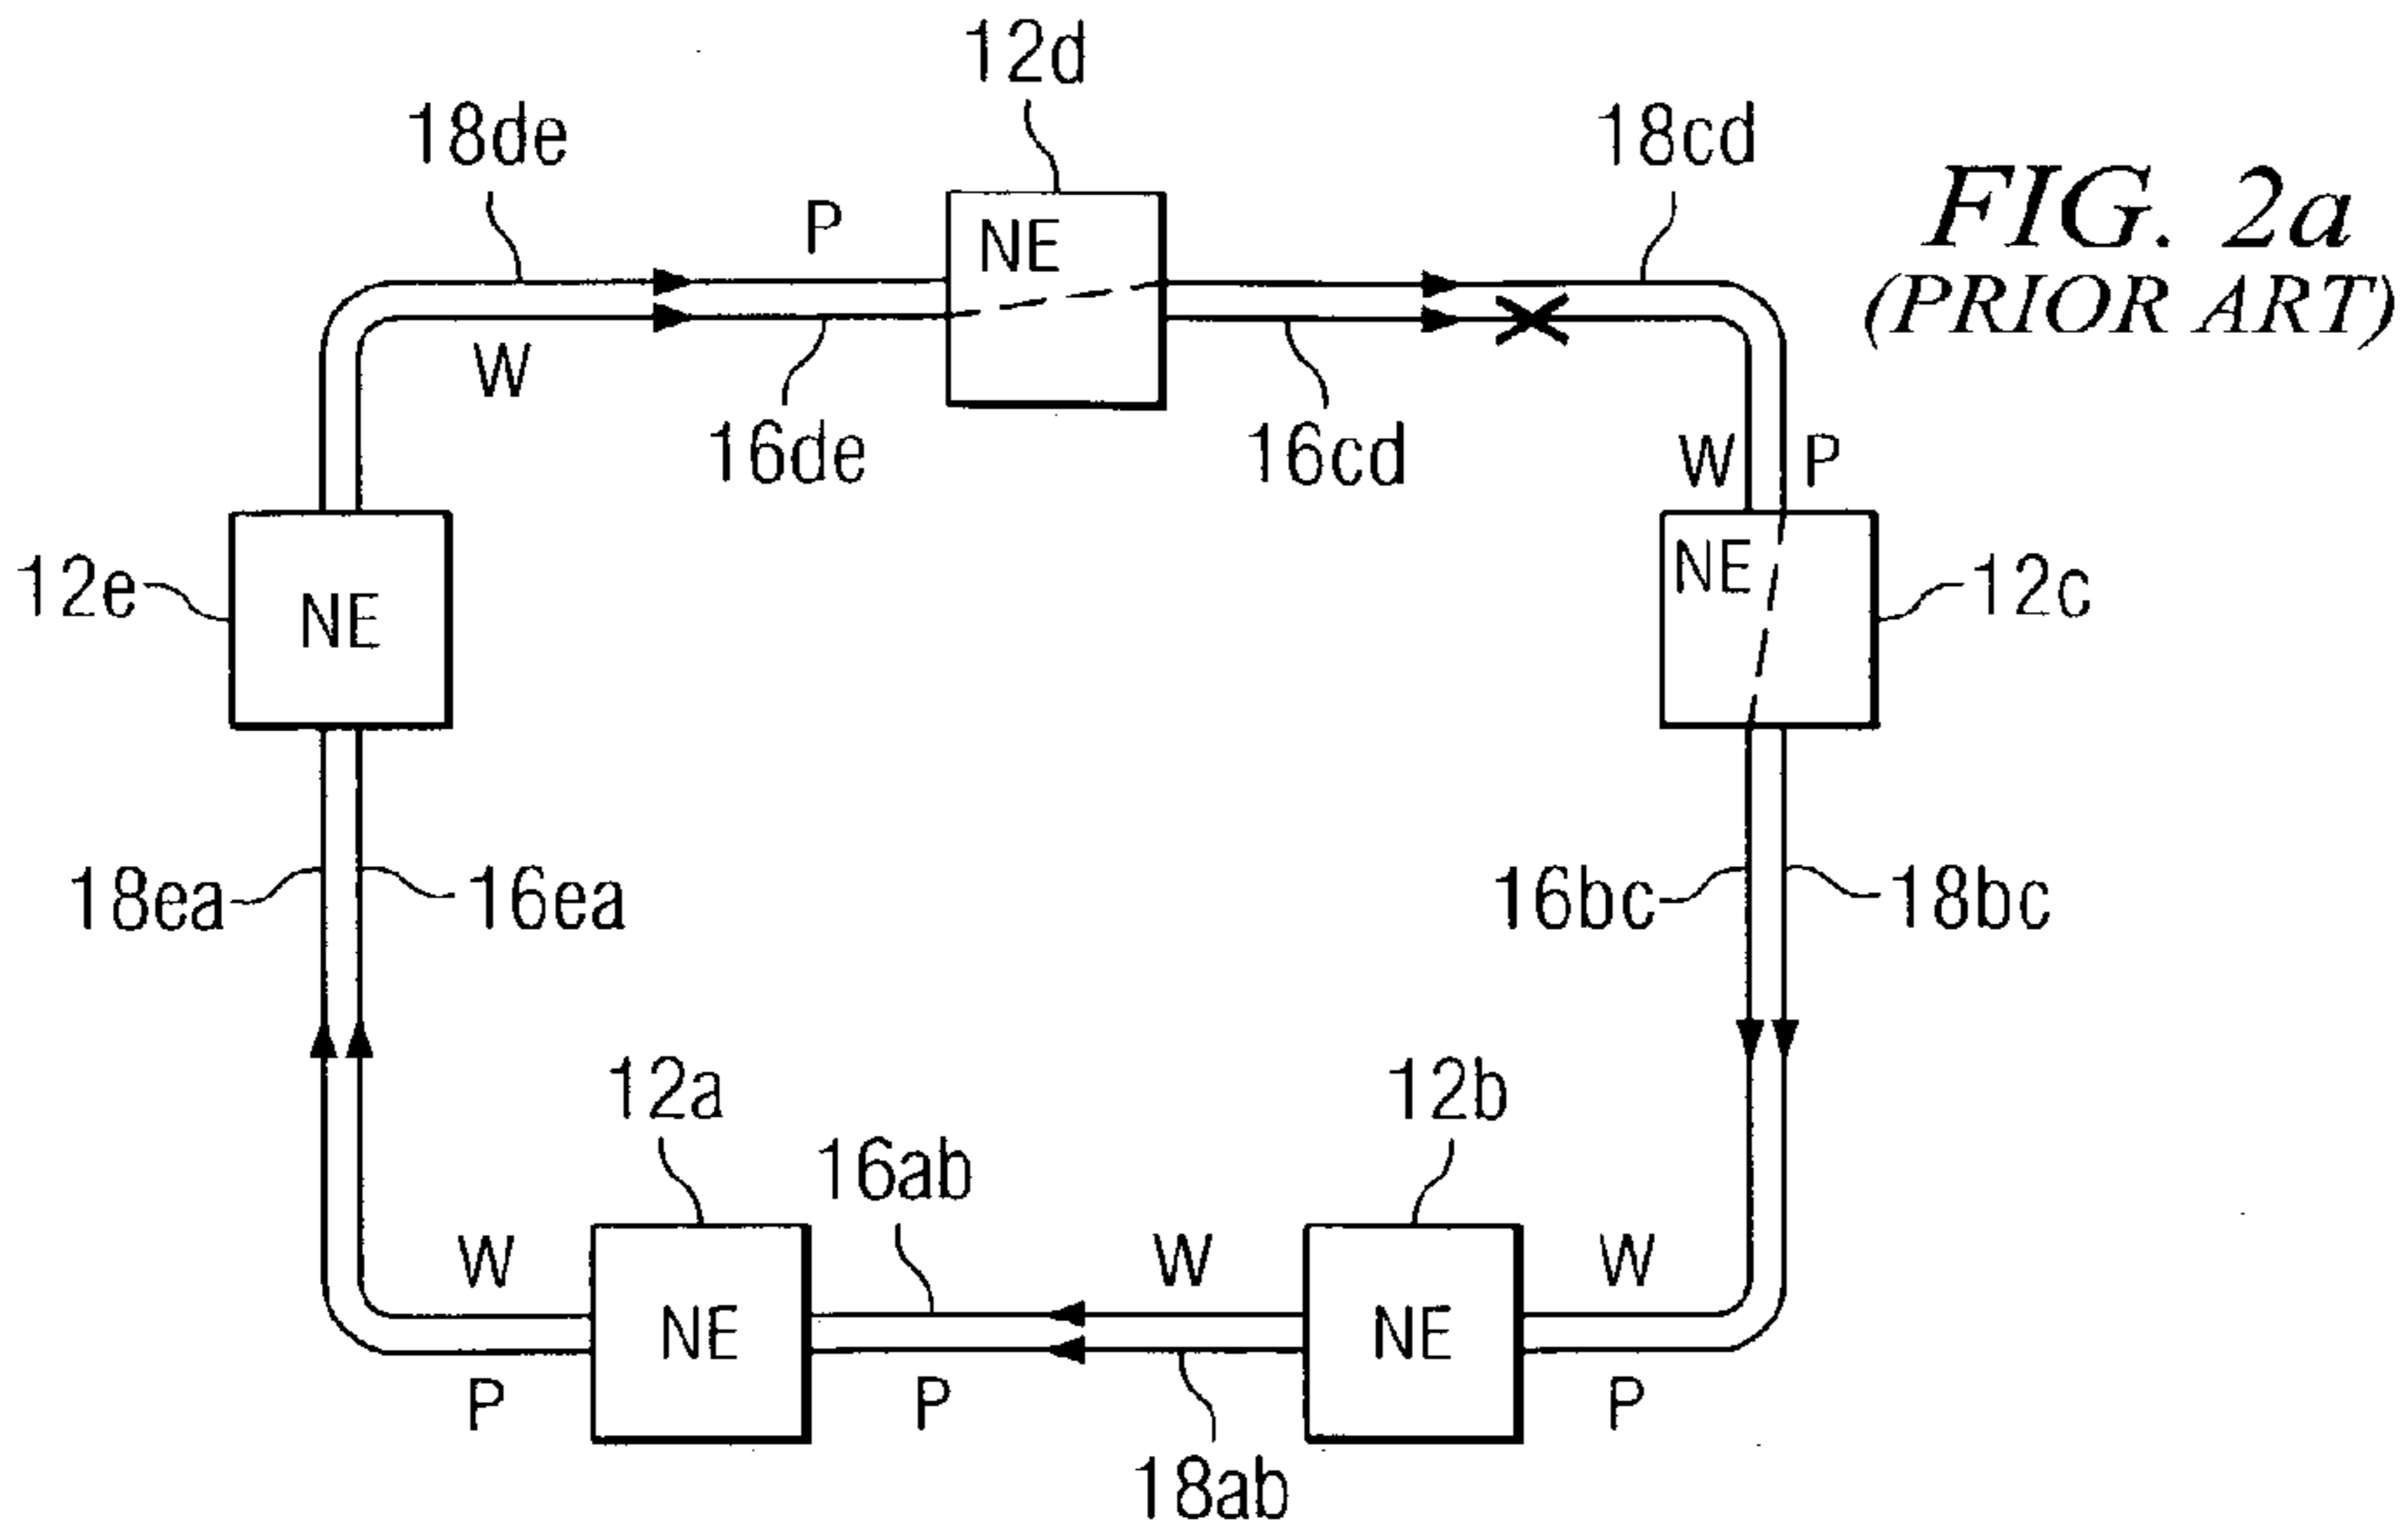 12d
18de
18cd
FIG. 2a
(PRIOR ART)
P
NE
W
16de
16cd
W
P
12e
NE
NE
12c
18ea
16ea
16bc
18bc
12a
12b
16ab
W
W
W
NE
NE
P
P
P
18ab